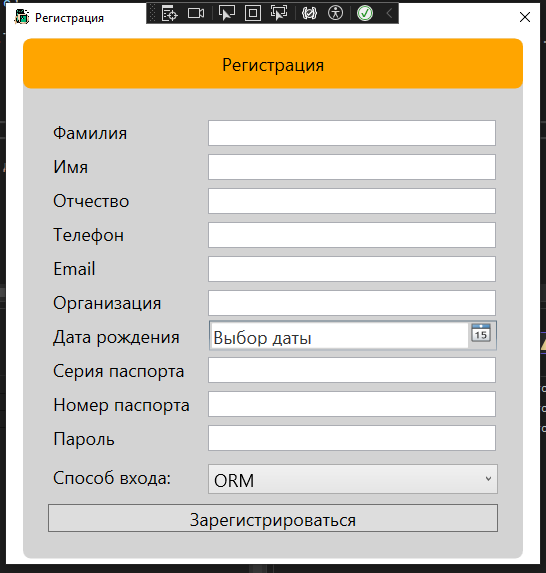 Регистрация
Регистрация
Фамилия
Имя
Отчество
Телефон
Email
Организация
Дата рождения
Выбор даты
15
Серия паспорта
Номер паспорта
Пароль
Способ входа:
ORM
Зарегистрироваться